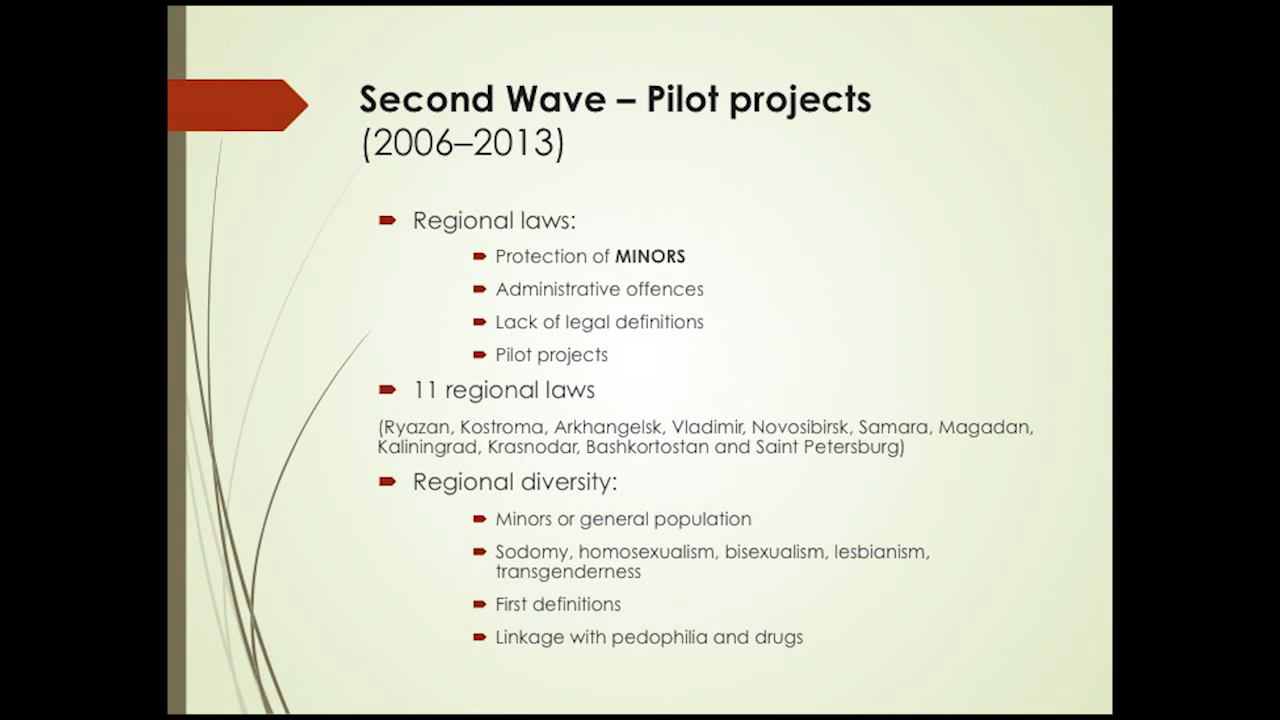 Second Wave – Pilot projects
(2006–2013)
Regional laws:
Protection of MINORS
Administrative offences
Lack of legal definitions
Pilot projects
11 regional laws
(Ryazan, Kostroma, Arkhangelsk, Vladimir, Novosibirsk, Samara, Magadan,
Kaliningrad, Krasnodar, Bashkortostan and Saint Petersburg)
Regional diversity:
Minors or general population
Sodomy, homosexualism, bisexualism, lesbianism,
transgenderness
First definitions
Linkage with pedophilia and drugs